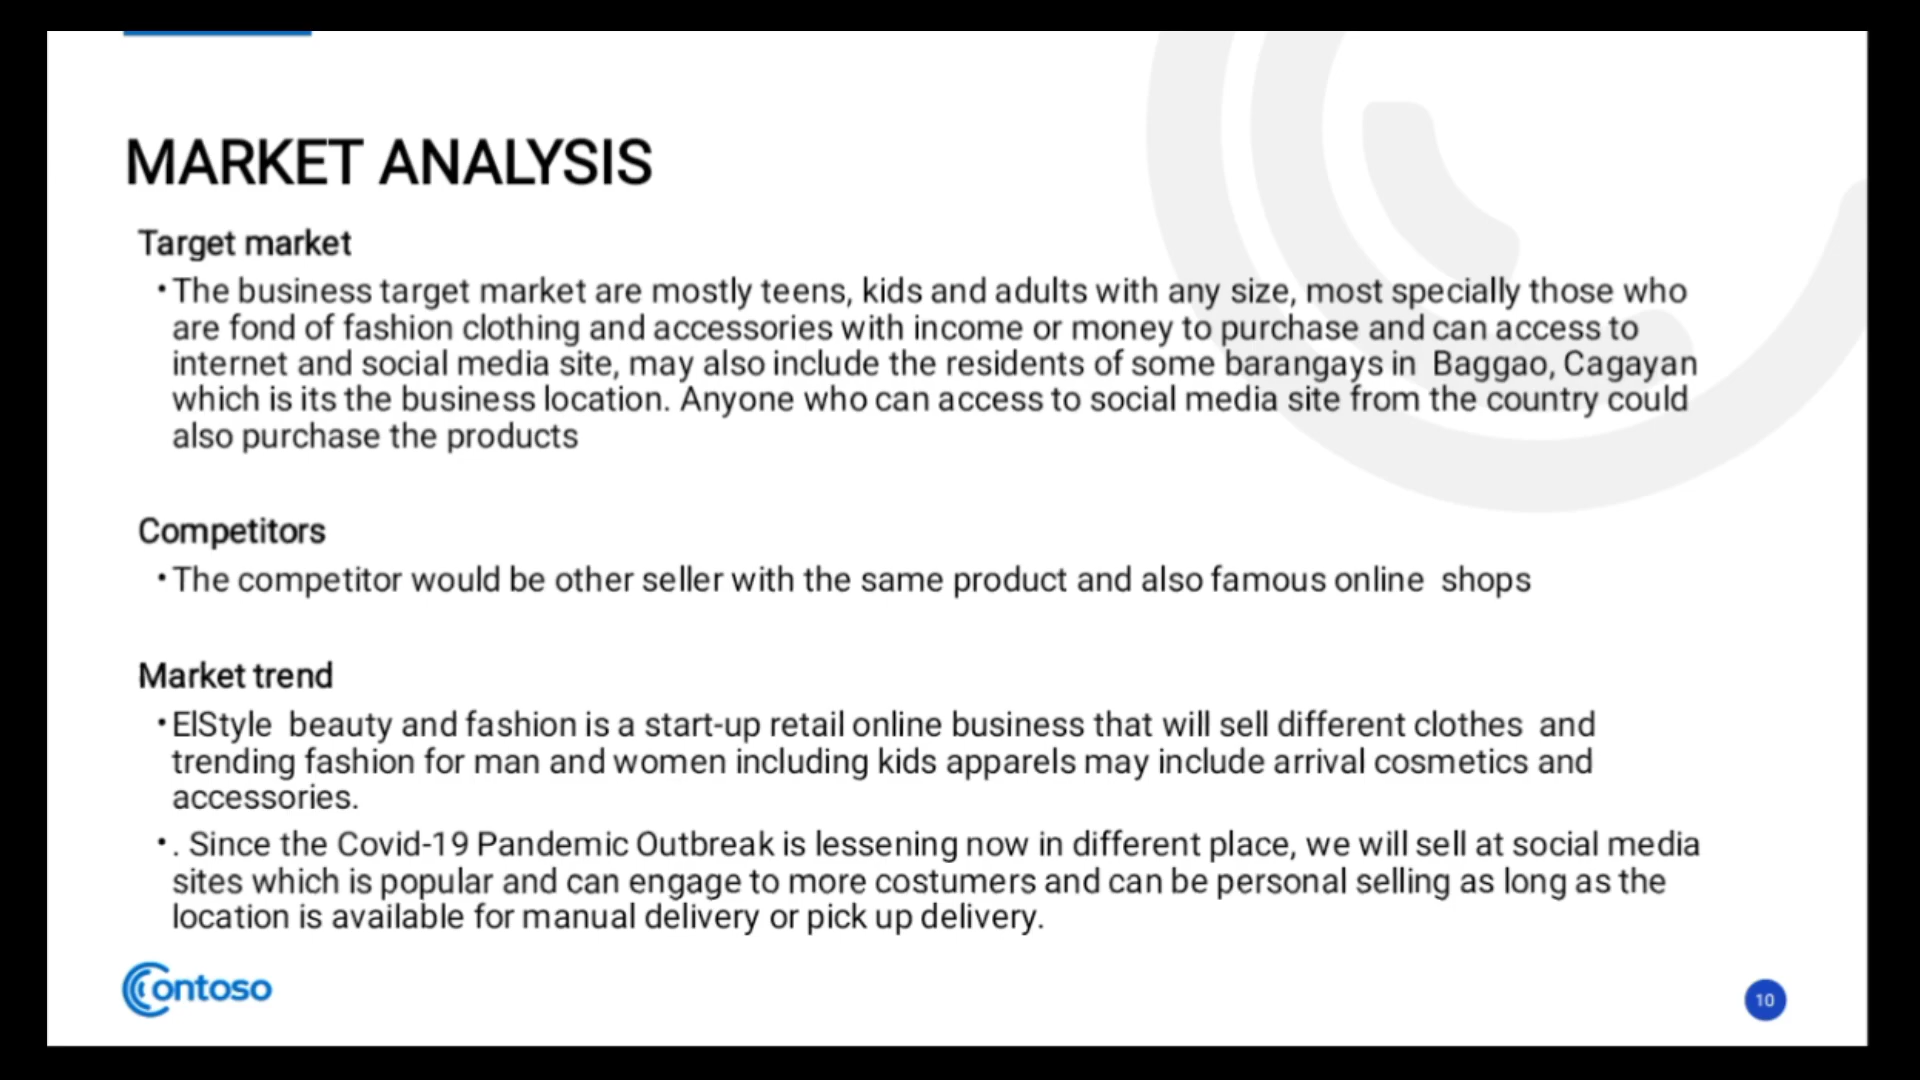 MARKET ANALYSIS
Target market
• The business target market are mostly teens, kids and adults with any size, most specially those who
are fond of fashion clothing and accessories with income or money to purchase and can access to
internet and social media site, may also include the residents of some barangays in Baggao, Cagayan
which is its the business location. Anyone who can access to social media site from the country could
also purchase the products
Competitors
• The competitor would be other seller with the same product and also famous online shops
Market trend
• ElStyle beauty and fashion is a start-up retail online business that will sell different clothes and
trending fashion for man and women including kids apparels may include arrival cosmetics and
accessories.
• . Since the Covid-19 Pandemic Outbreak is lessening now in different place, we will sell at social media
sites which is popular and can engage to more costumers and can be personal selling as long as the
location is available for manual delivery or pick up delivery.
Contoso
10